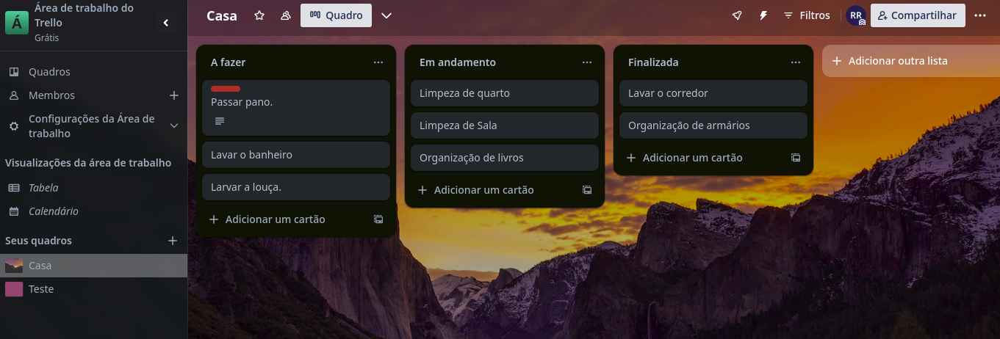 Á
Área de trabalho do
Trello
Grátis
Quadros
Membros
Configurações da Área de
trabalho
Visualizações da área de trabalho
Tabela
Calendário
Seus quadros
Casa
Teste
Casa
Quadro
Filtros
RR
Compartilhar
A fazer
Passar pano.
Lavar o banheiro
Larvar a louça.
Adicionar um cartão
Em andamento
Limpeza de quarto
Limpeza de Sala
Organização de livros
Adicionar um cartão
Finalizada
Lavar o corredor
Organização de armários
Adicionar um cartão
Adicionar outra lista